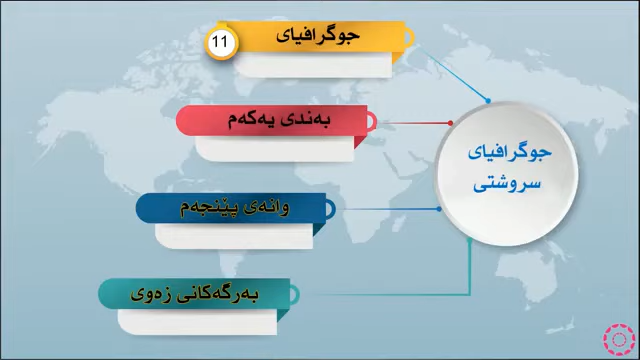 جوگرافیای
11
بەندی یەکەم
وانەی پێنجەم
بەرگەکانی زەوی
جوگرافیای
سروشتی